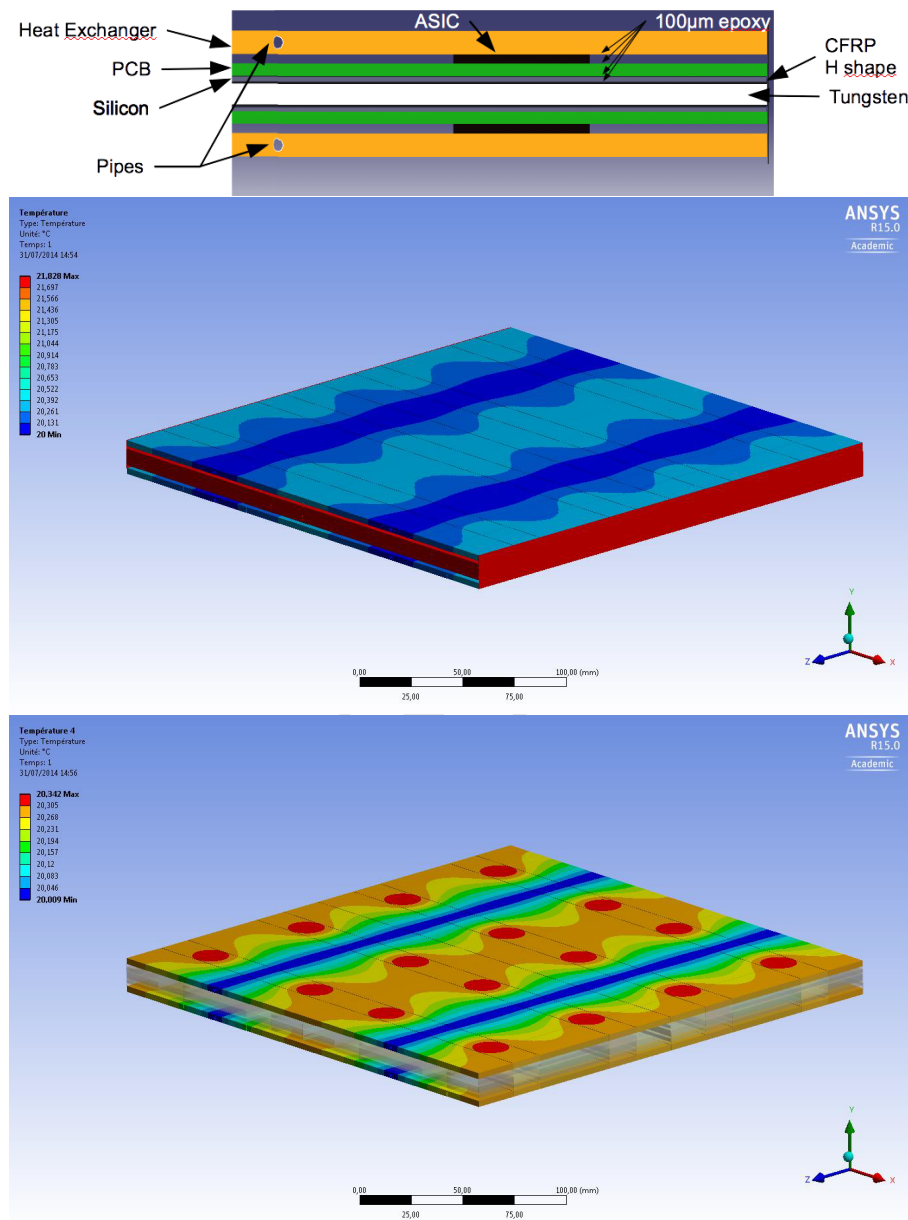 ASIC
100µm epoxy
Heat Exchanger
CFRP
H shape
PCB
Tungsten
Silicon
Pipes
Température
Type: Température
Unité: °C
Temps: 1
31/07/2014 14:54
ANSYS
R15.0
Academic
21,828 Max
21,697
21,566
21,436
21,305
21,175
21,044
20,914
20,783
20,653
20,522
20,392
20,261
20,131
20 Min
Y
Z
X
0,00 50,00 100,00 (mm)
25,00 75,00
Température 4
Type: Température
Unité: °C
Temps: 1
31/07/2014 14:56
ANSYS
R15.0
Academic
20,342 Max
20,305
20,268
20,231
20,194
20,157
20,12
20,083
20,046
20,009 Min
Y
Z
X
0,00 50,00 100,00 (mm)
25,00 75,00